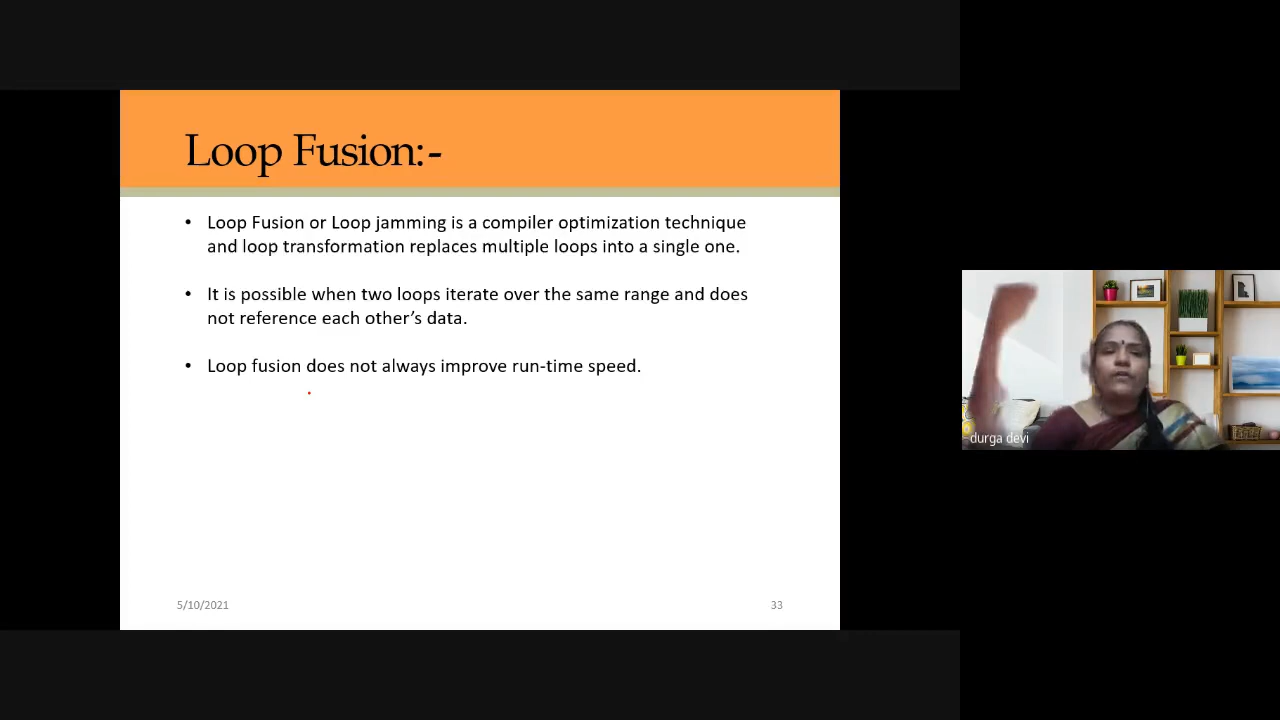 Loop Fusion:-
• Loop Fusion or Loop jamming is a compiler optimization technique
and loop transformation replaces multiple loops into a single one.
• It is possible when two loops iterate over the same range and does
not reference each other’s data.
• Loop fusion does not always improve run-time speed.
5/10/2021
33
durga devi